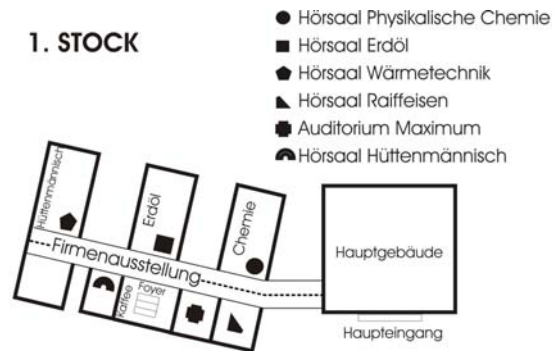 1. STOCK
Hörsaal Physikalische Chemie
Hörsaal Erdöl
Hörsaal Wärmetechnik
Hörsaal Raiffeisen
Auditorium Maximum
Hörsaal Hüttenmännisch
Hüttenmännisch
Erdöl
Chemie
Firmenausstellung
Kaffee
Foyer
Hauptgebäude
Haupteingang